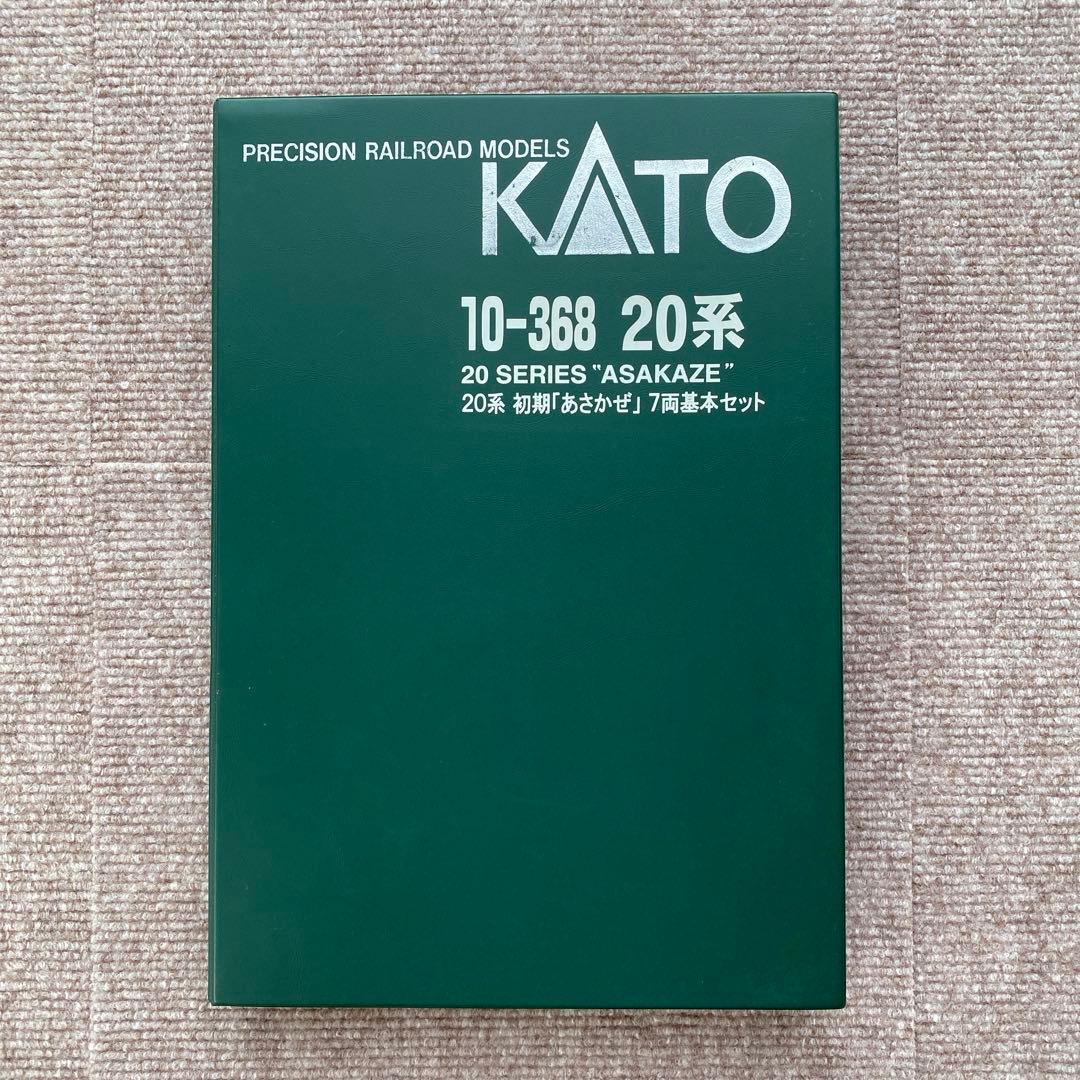 PRECISION RAILROAD MODELS
KATO
10-368 20系
20 SERIES "ASAKAZE"
20系 初期「あさかぜ」 7両基本セット